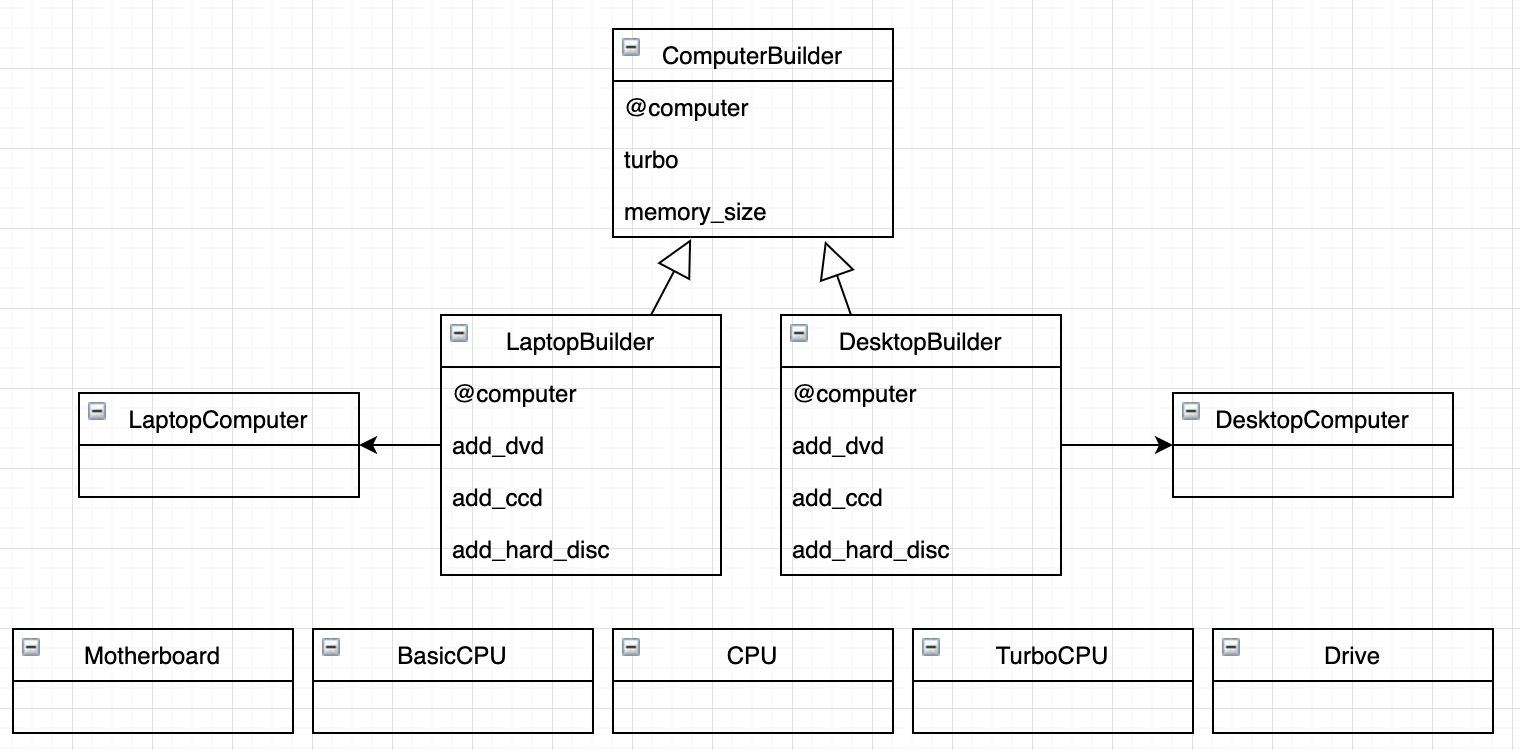 ComputerBuilder
@computer
turbo
memory_size
LaptopBuilder
@computer
add_dvd
add_ccd
add_hard_disc
DesktopBuilder
@computer
add_dvd
add_ccd
add_hard_disc
LaptopComputer
DesktopComputer
Motherboard
BasicCPU
CPU
TurboCPU
Drive